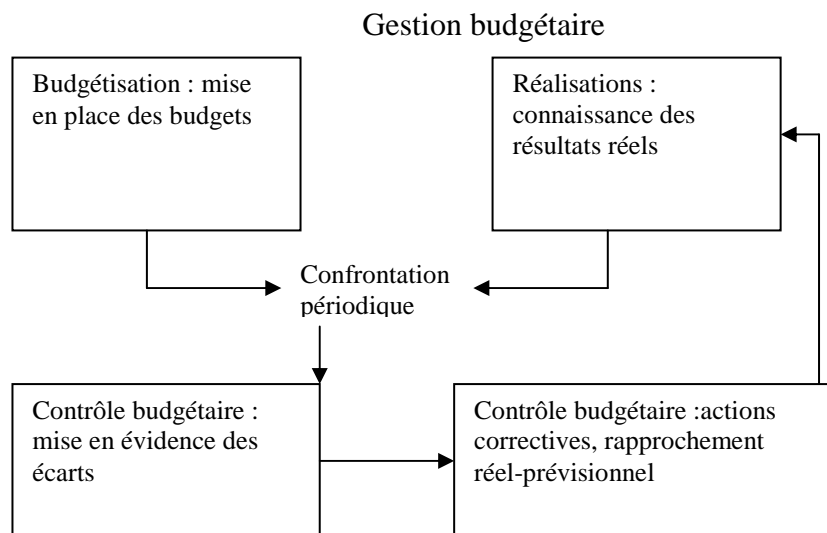 Gestion budgétaire
Budgétisation : mise
en place des budgets
Réalisations :
connaissance des
résultats réels
Confrontation
périodique
Contrôle budgétaire :
mise en évidence des
écarts
Contrôle budgétaire :actions
correctives, rapprochement
réel-prévisionnel